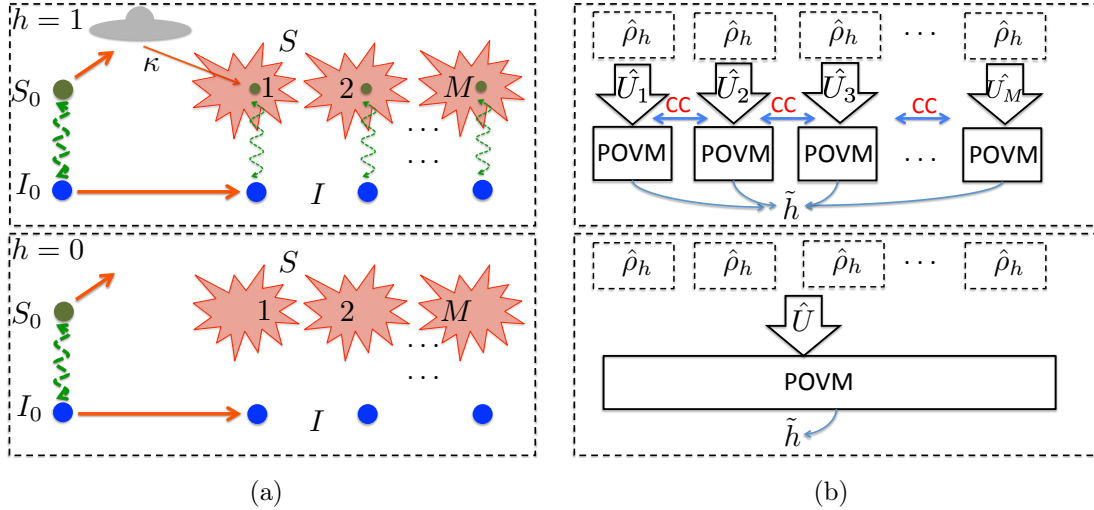 h = 1
S
κ
S₀
1 2 M
...
...
I₀ I
h = 0
S
S₀
1 2 M
...
...
I₀ I
(a)
ρ̂ₕ ρ̂ₕ ρ̂ₕ ... ρ̂ₕ
Û₁ Û₂ Û₃ Û_M
CC CC CC
POVM POVM POVM ... POVM
h̃
ρ̂ₕ ρ̂ₕ ρ̂ₕ ... ρ̂ₕ
Û
POVM
h̃
(b)